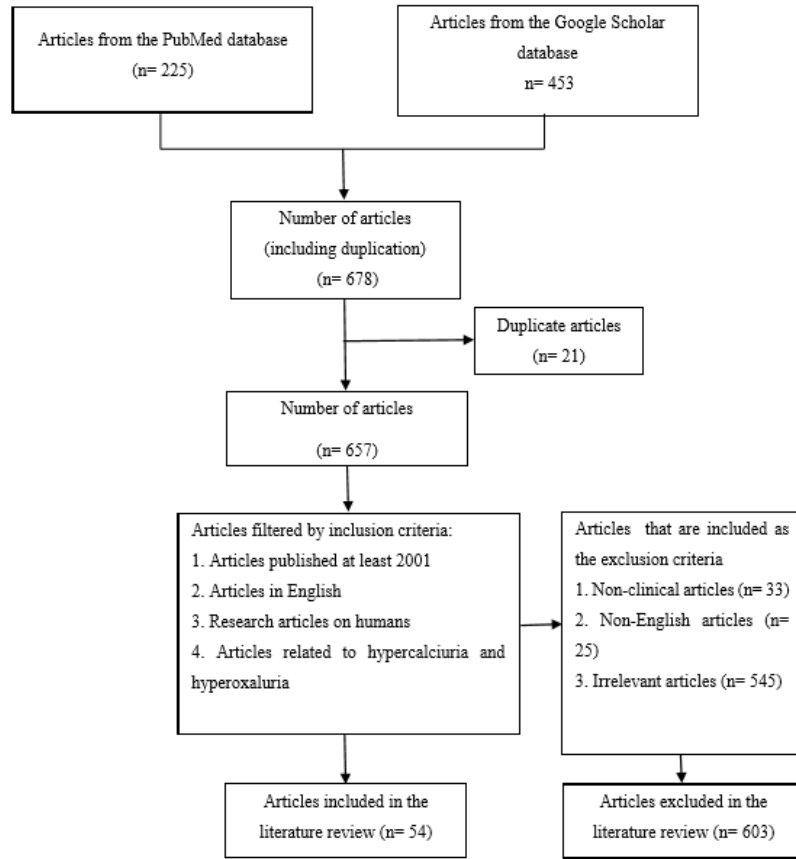 Articles from the PubMed database
(n= 225)
Articles from the Google Scholar
database
n= 453
Number of articles
(including duplication)
(n= 678)
Duplicate articles
(n= 21)
Number of articles
(n= 657)
Articles filtered by inclusion criteria:
1. Articles published at least 2001
2. Articles in English
3. Research articles on humans
4. Articles related to hypercalciuria and
hyperoxaluria
Articles that are included as
the exclusion criteria
1. Non-clinical articles (n= 33)
2. Non-English articles (n=
25)
3. Irrelevant articles (n= 545)
Articles included in the
literature review (n= 54)
Articles excluded in the
literature review (n= 603)